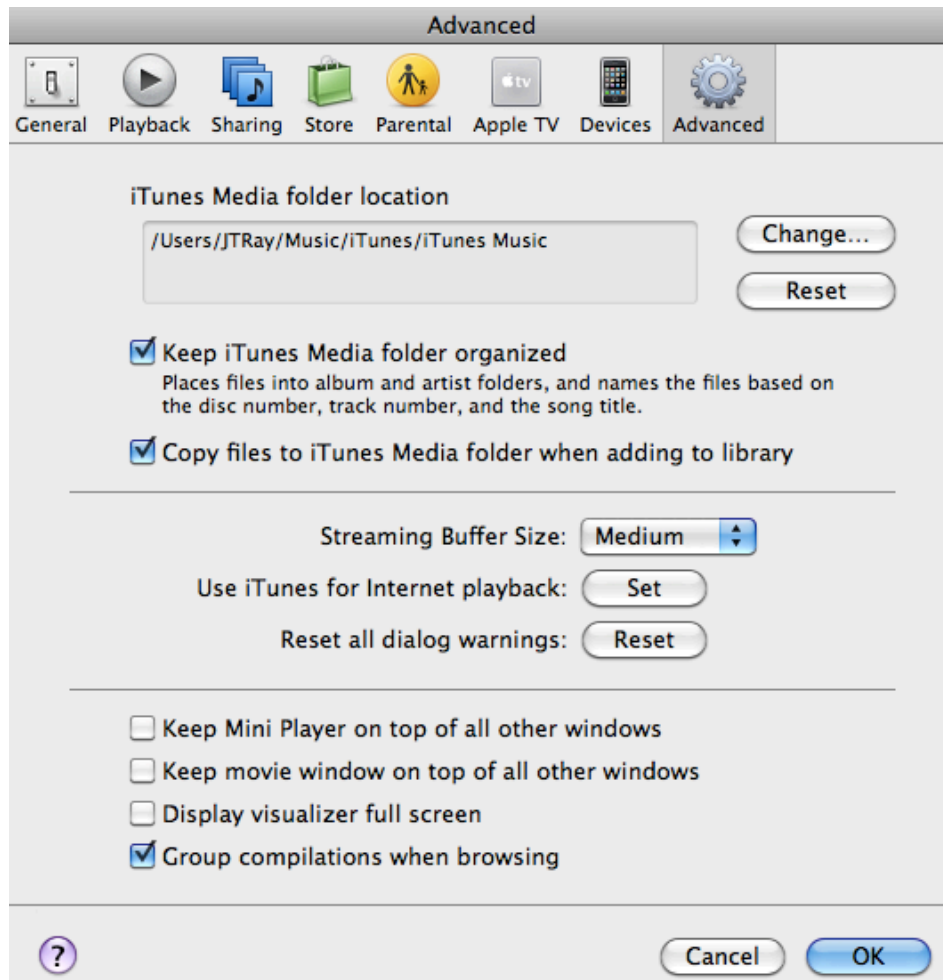 Advanced
General Playback Sharing Store Parental Apple TV Devices Advanced
iTunes Media folder location
/Users/JTRay/Music/iTunes/iTunes Music
Change...
Reset
Keep iTunes Media folder organized
Places files into album and artist folders, and names the files based on
the disc number, track number, and the song title.
Copy files to iTunes Media folder when adding to library
Streaming Buffer Size: Medium
Use iTunes for Internet playback: Set
Reset all dialog warnings: Reset
Keep Mini Player on top of all other windows
Keep movie window on top of all other windows
Display visualizer full screen
Group compilations when browsing
? Cancel OK